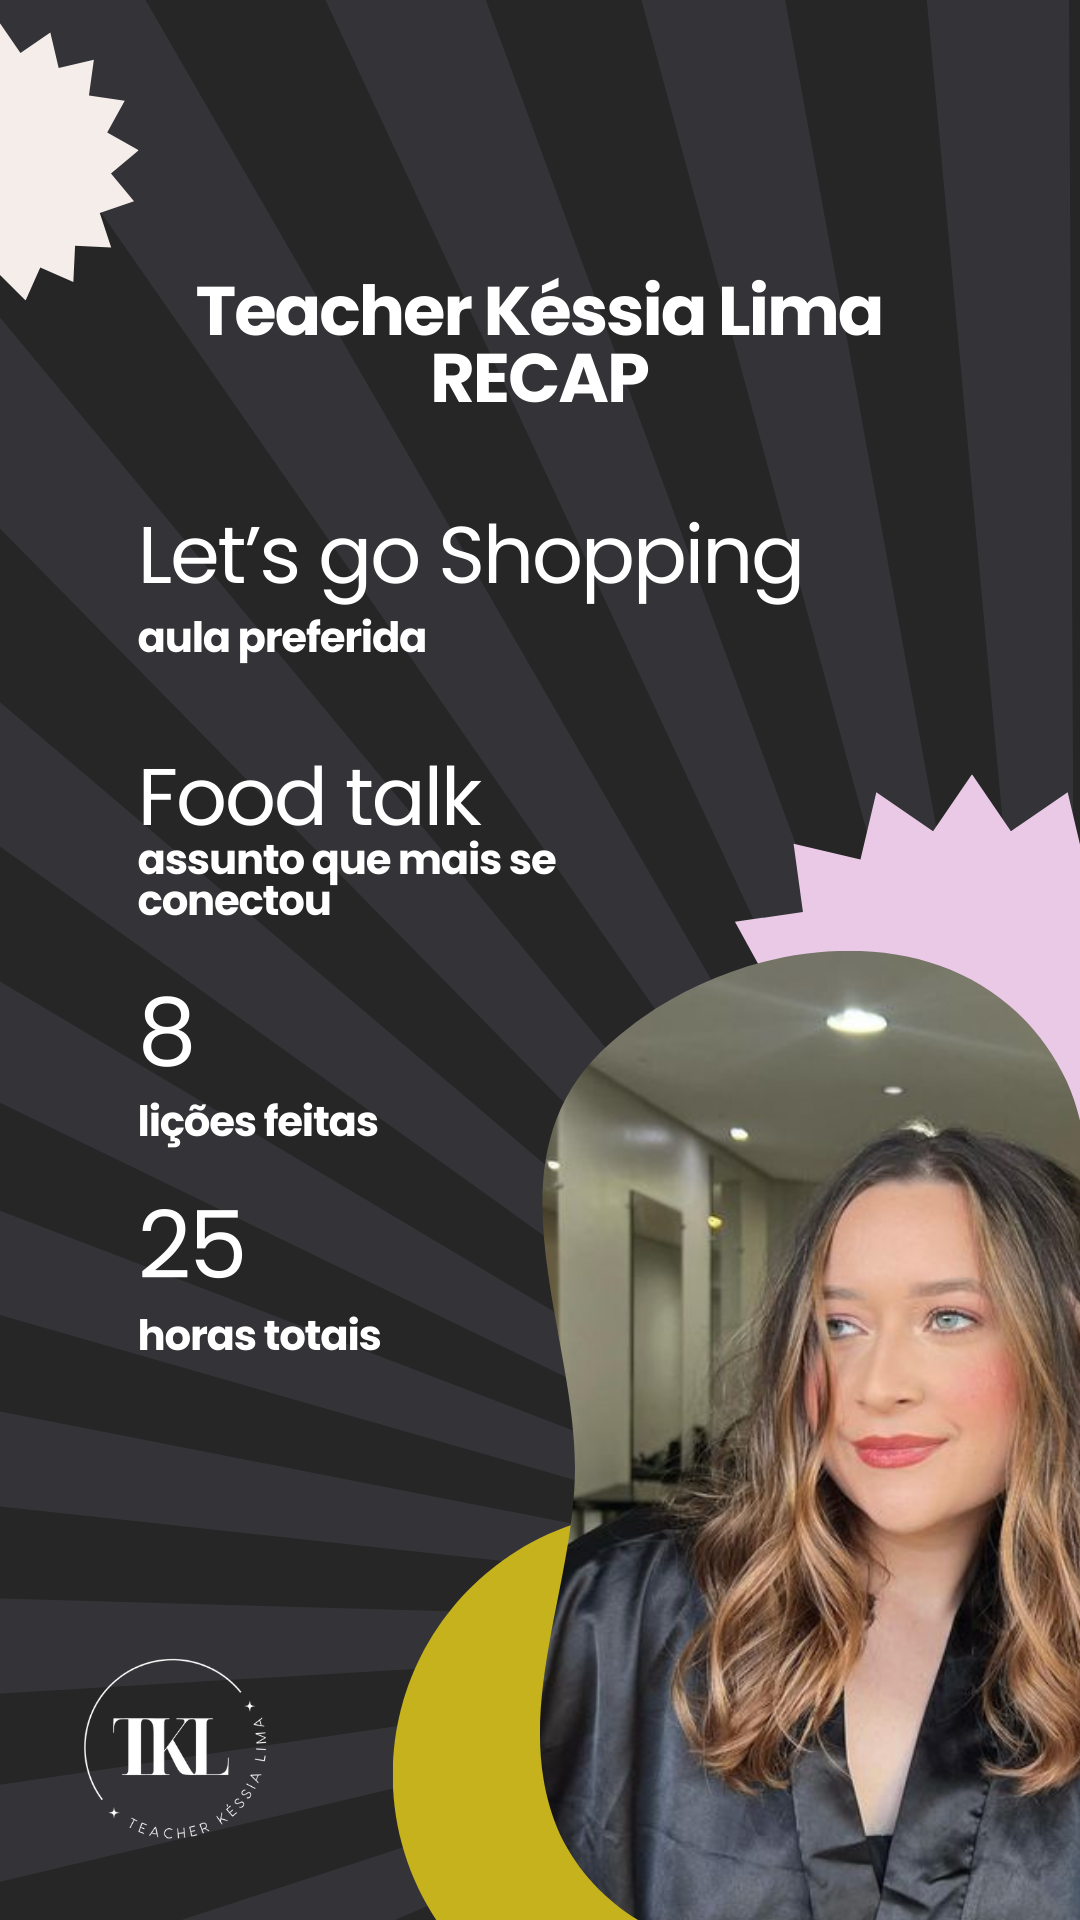 Teacher Késsia Lima
RECAP
Let’s go Shopping
aula preferida
Food talk
assunto que mais se
conectou
8
lições feitas
25
horas totais
TKL
TEACHER KÉSSIA LIMA